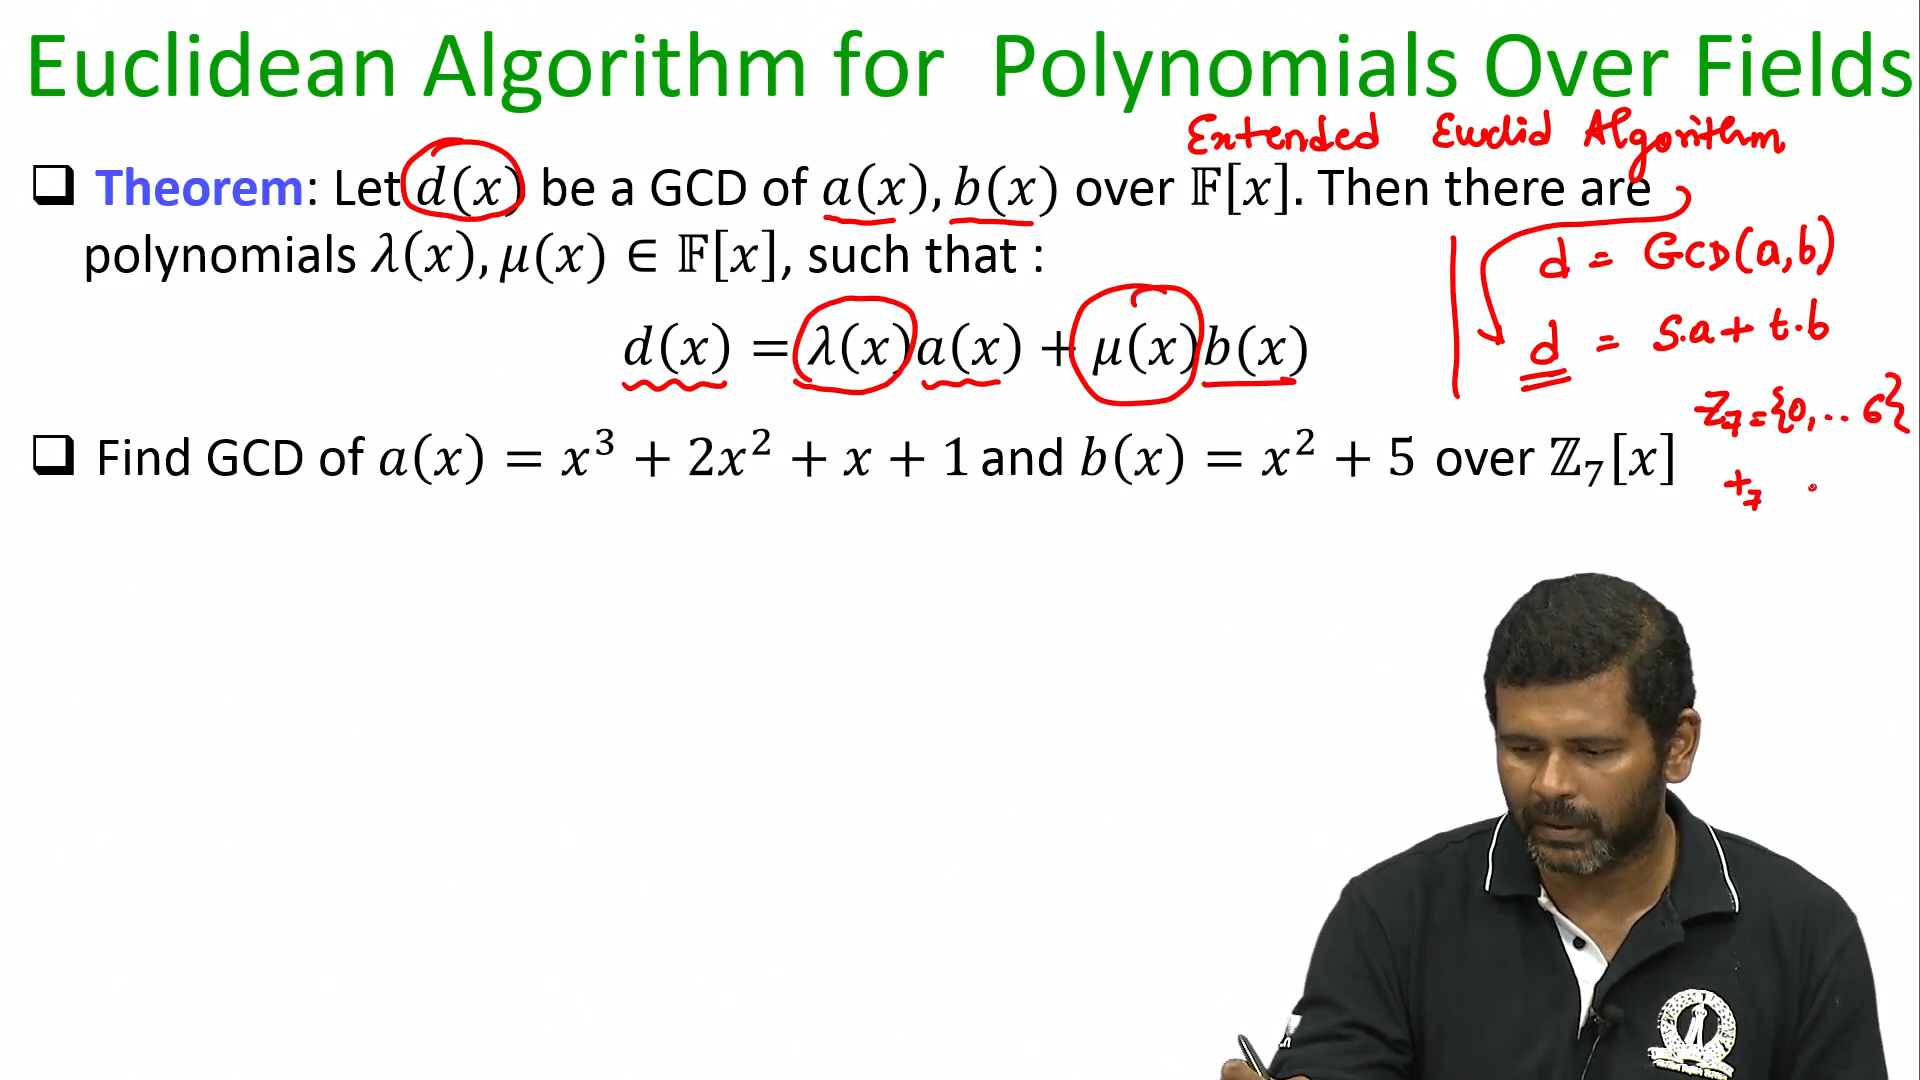 Euclidean Algorithm for Polynomials Over Fields
Extended Euclid Algorithm
Theorem: Let d(x) be a GCD of a(x), b(x) over 𝔽[x]. Then there are
polynomials λ(x), μ(x) ∈ 𝔽[x], such that :
d = GCD(a,b)
d(x) = λ(x)a(x) + μ(x)b(x)
d = s.a + t.b
Z₇ = {0,..6}
Find GCD of a(x) = x³ + 2x² + x + 1 and b(x) = x² + 5 over ℤ₇[x]
+₇ .